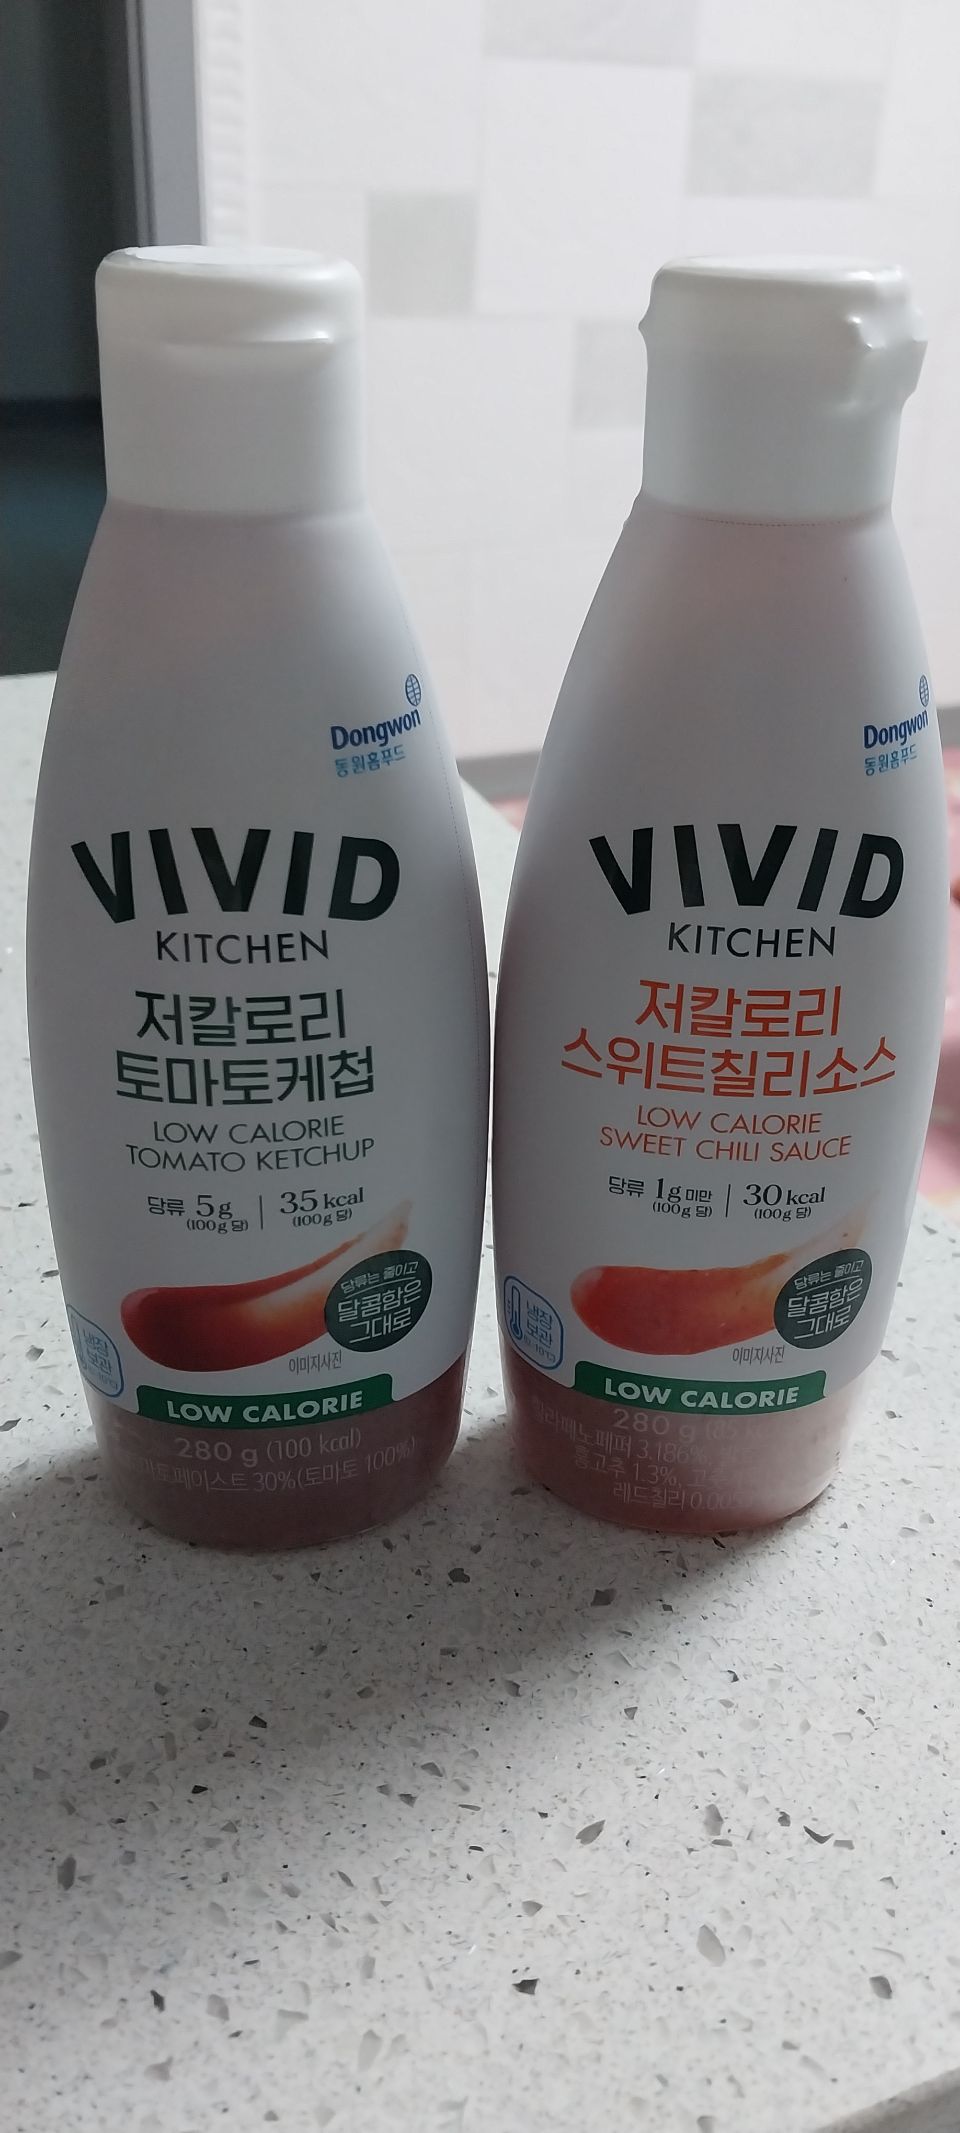 Dongwon
동원홈푸드
VIVID
KITCHEN
저칼로리
토마토케첩
LOW CALORIE
TOMATO KETCHUP
당류 5g
(100g 당)
35 kcal
(100g 당)
당류는 줄이고
달콤함은
그대로
냉장
보관
0~10℃
이미지사진
LOW CALORIE
280 g (100 kcal)
토마토페이스트 30%(토마토 100%)
Dongwon
동원홈푸드
VIVID
KITCHEN
저칼로리
스위트칠리소스
LOW CALORIE
SWEET CHILI SAUCE
당류 1g 미만
(100g 당)
30 kcal
(100g 당)
당류는 줄이고
달콤함은
그대로
냉장
보관
0~10℃
이미지사진
LOW CALORIE
280 g
할라페노페퍼 3.186%,
홍고추 1.3%,
레드칠리